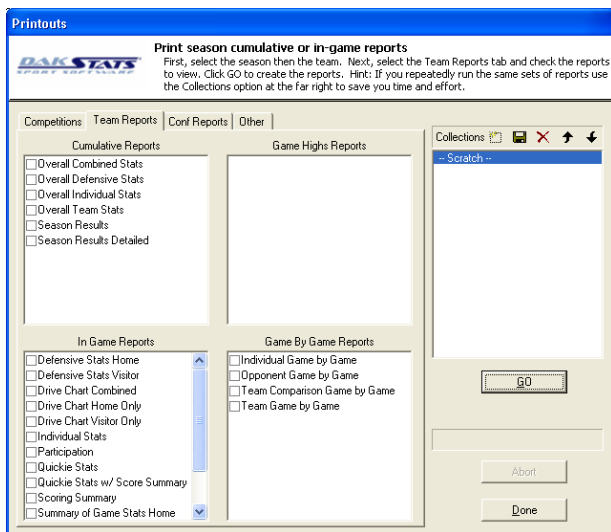 Printouts
DAKSTATS
SPORT SOFTWARE
Print season cumulative or in-game reports
First, select the season then the team. Next, select the Team Reports tab and check the reports
to view. Click GO to create the reports. Hint: If you repeatedly run the same sets of reports use
the Collections option at the far right to save you time and effort.
Competitions Team Reports Conf Reports Other
Collections
Cumulative Reports
Overall Combined Stats
Overall Defensive Stats
Overall Individual Stats
Overall Team Stats
Season Results
Season Results Detailed
Game Highs Reports
-- Scratch --
In Game Reports
Defensive Stats Home
Defensive Stats Visitor
Drive Chart Combined
Drive Chart Home Only
Drive Chart Visitor Only
Individual Stats
Participation
Quickie Stats
Quickie Stats w/ Score Summary
Scoring Summary
Summary of Game Stats Home
Game By Game Reports
Individual Game by Game
Opponent Game by Game
Team Comparison Game by Game
Team Game by Game
GO
Abort
Done